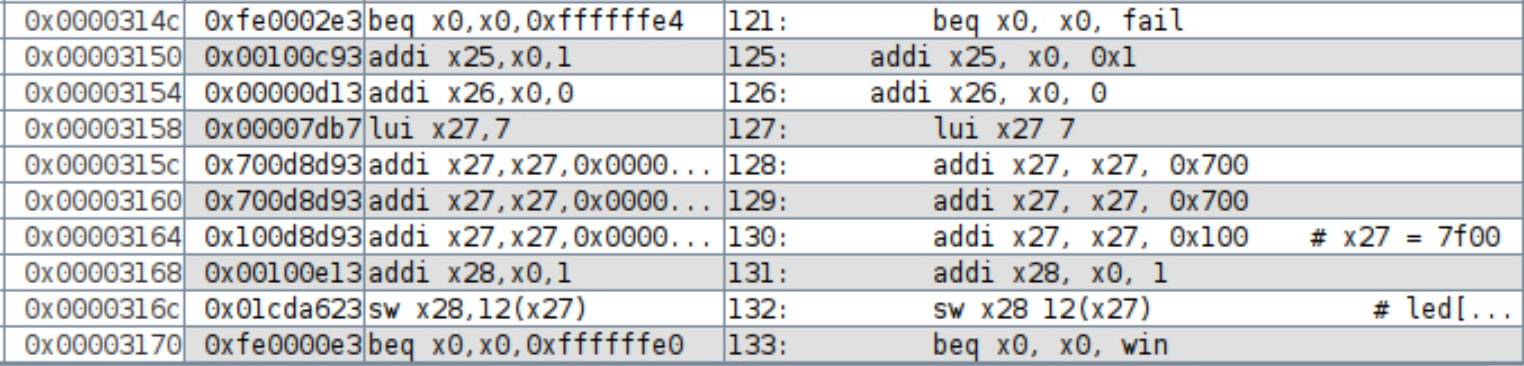 0x0000314c 0xfe0002e3 beq x0,x0,0xffffffe4 121: beq x0, x0, fail
0x00003150 0x00100c93 addi x25,x0,1 125: addi x25, x0, 0x1
0x00003154 0x00000d13 addi x26,x0,0 126: addi x26, x0, 0
0x00003158 0x00007db7 lui x27,7 127: lui x27 7
0x0000315c 0x700d8d93 addi x27,x27,0x0000... 128: addi x27, x27, 0x700
0x00003160 0x700d8d93 addi x27,x27,0x0000... 129: addi x27, x27, 0x700
0x00003164 0x100d8d93 addi x27,x27,0x0000... 130: addi x27, x27, 0x100 # x27 = 7f00
0x00003168 0x00100e13 addi x28,x0,1 131: addi x28, x0, 1
0x0000316c 0x01cda623 sw x28,12(x27) 132: sw x28 12(x27) # led[...
0x00003170 0xfe0000e3 beq x0,x0,0xffffffe0 133: beq x0, x0, win